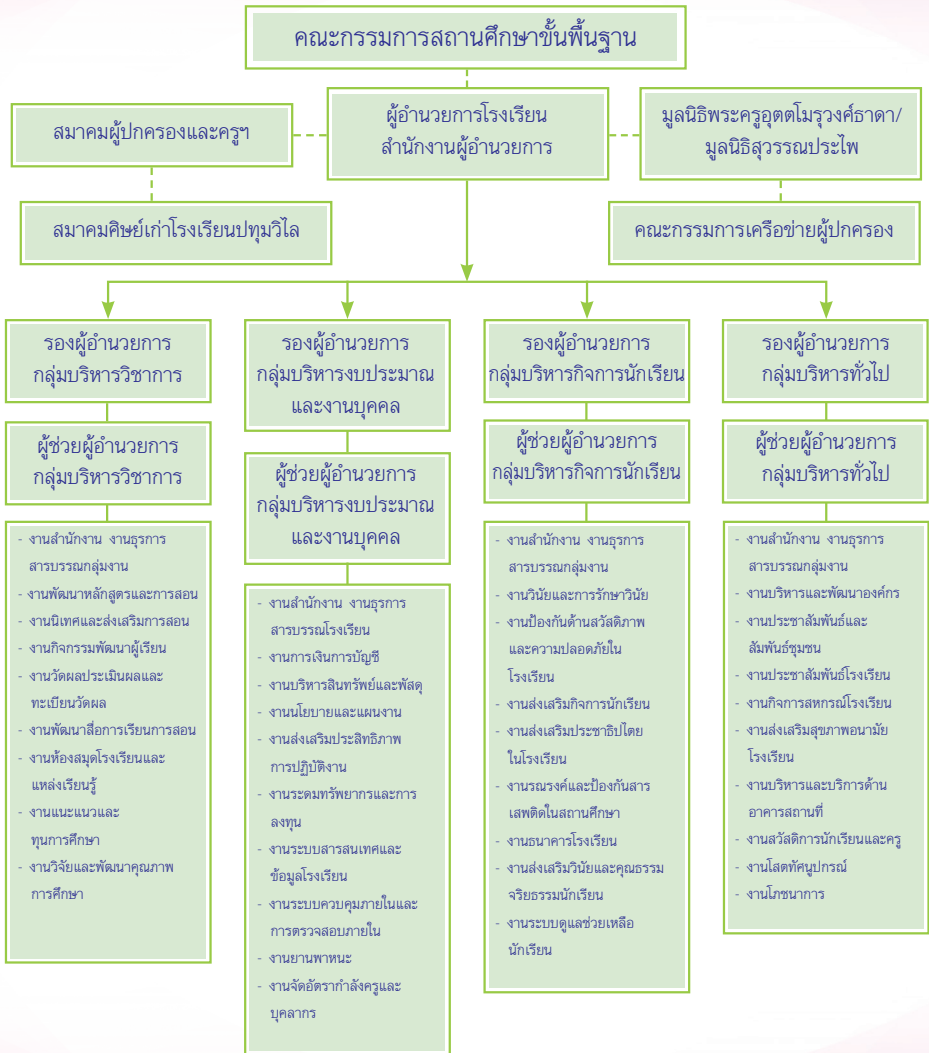 คณะกรรมการสถานศึกษาขั้นพื้นฐาน
สมาคมผู้ปกครองและครูฯ
ผู้อำนวยการโรงเรียน
สำนักงานผู้อำนวยการ
มูลนิธิพระครูอุตตโมรุวงศ์ธาดา/
มูลนิธิสุวรรณประไพ
สมาคมศิษย์เก่าโรงเรียนปทุมวิไล
คณะกรรมการเครือข่ายผู้ปกครอง
รองผู้อำนวยการ
กลุ่มบริหารวิชาการ
ผู้ช่วยผู้อำนวยการ
กลุ่มบริหารวิชาการ
- งานสำนักงาน งานธุรการ
สารบรรณกลุ่มงาน
- งานพัฒนาหลักสูตรและการสอน
- งานนิเทศและส่งเสริมการสอน
- งานกิจกรรมพัฒนาผู้เรียน
- งานวัดผลประเมินผลและ
ทะเบียนวัดผล
- งานพัฒนาสื่อการเรียนการสอน
- งานห้องสมุดโรงเรียนและ
แหล่งเรียนรู้
- งานแนะแนวและ
ทุนการศึกษา
- งานวิจัยและพัฒนาคุณภาพ
การศึกษา
รองผู้อำนวยการ
กลุ่มบริหารงบประมาณ
และงานบุคคล
ผู้ช่วยผู้อำนวยการ
กลุ่มบริหารงบประมาณ
และงานบุคคล
- งานสำนักงาน งานธุรการ
สารบรรณโรงเรียน
- งานการเงินการบัญชี
- งานบริหารสินทรัพย์และพัสดุ
- งานนโยบายและแผนงาน
- งานส่งเสริมประสิทธิภาพ
การปฏิบัติงาน
- งานระดมทรัพยากรและการ
ลงทุน
- งานระบบสารสนเทศและ
ข้อมูลโรงเรียน
- งานระบบควบคุมภายในและ
การตรวจสอบภายใน
- งานยานพาหนะ
- งานจัดอัตรากำลังครูและ
บุคลากร
รองผู้อำนวยการ
กลุ่มบริหารกิจการนักเรียน
ผู้ช่วยผู้อำนวยการ
กลุ่มบริหารกิจการนักเรียน
- งานสำนักงาน งานธุรการ
สารบรรณกลุ่มงาน
- งานวินัยและการรักษาวินัย
- งานป้องกันด้านสวัสดิภาพ
และความปลอดภัยใน
โรงเรียน
- งานส่งเสริมกิจการนักเรียน
- งานส่งเสริมประชาธิปไตย
ในโรงเรียน
- งานรณรงค์และป้องกันสาร
เสพติดในสถานศึกษา
- งานธนาคารโรงเรียน
- งานส่งเสริมวินัยและคุณธรรม
จริยธรรมนักเรียน
- งานระบบดูแลช่วยเหลือ
นักเรียน
รองผู้อำนวยการ
กลุ่มบริหารทั่วไป
ผู้ช่วยผู้อำนวยการ
กลุ่มบริหารทั่วไป
- งานสำนักงาน งานธุรการ
สารบรรณกลุ่มงาน
- งานบริหารและพัฒนาองค์กร
- งานประชาสัมพันธ์และ
สัมพันธ์ชุมชน
- งานประชาสัมพันธ์โรงเรียน
- งานกิจการสหกรณ์โรงเรียน
- งานส่งเสริมสุขภาพอนามัย
โรงเรียน
- งานบริหารและบริการด้าน
อาคารสถานที่
- งานสวัสดิการนักเรียนและครู
- งานโสตทัศนูปกรณ์
- งานโภชนาการ